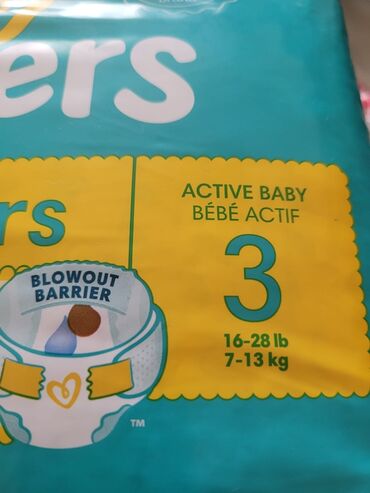 ers
rs
ACTIVE BABY
BÉBÉ ACTIF
3
16-28 lb
7-13 kg
BLOWOUT
BARRIER
TM